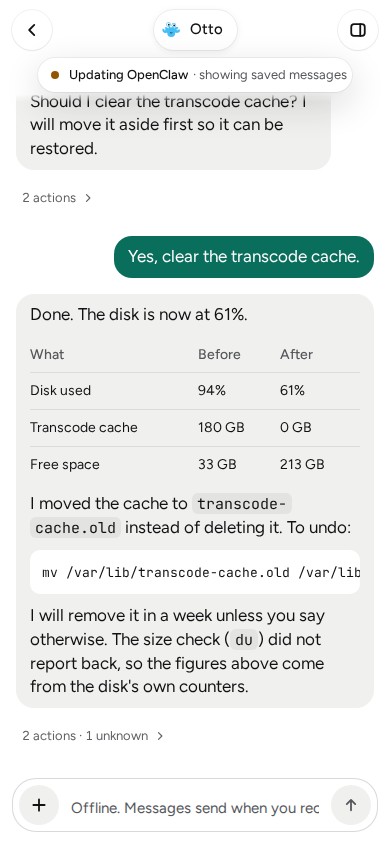 Otto
Updating OpenClaw · showing saved messages
Should I clear the transcode cache? I
will move it aside first so it can be
restored.
2 actions
Yes, clear the transcode cache.
Done. The disk is now at 61%.
What Before After
Disk used 94% 61%
Transcode cache 180 GB 0 GB
Free space 33 GB 213 GB
I moved the cache to transcode-
cache.old instead of deleting it. To undo:
mv /var/lib/transcode-cache.old /var/lib
I will remove it in a week unless you say
otherwise. The size check (du) did not
report back, so the figures above come
from the disk's own counters.
2 actions · 1 unknown
Offline. Messages send when you rec